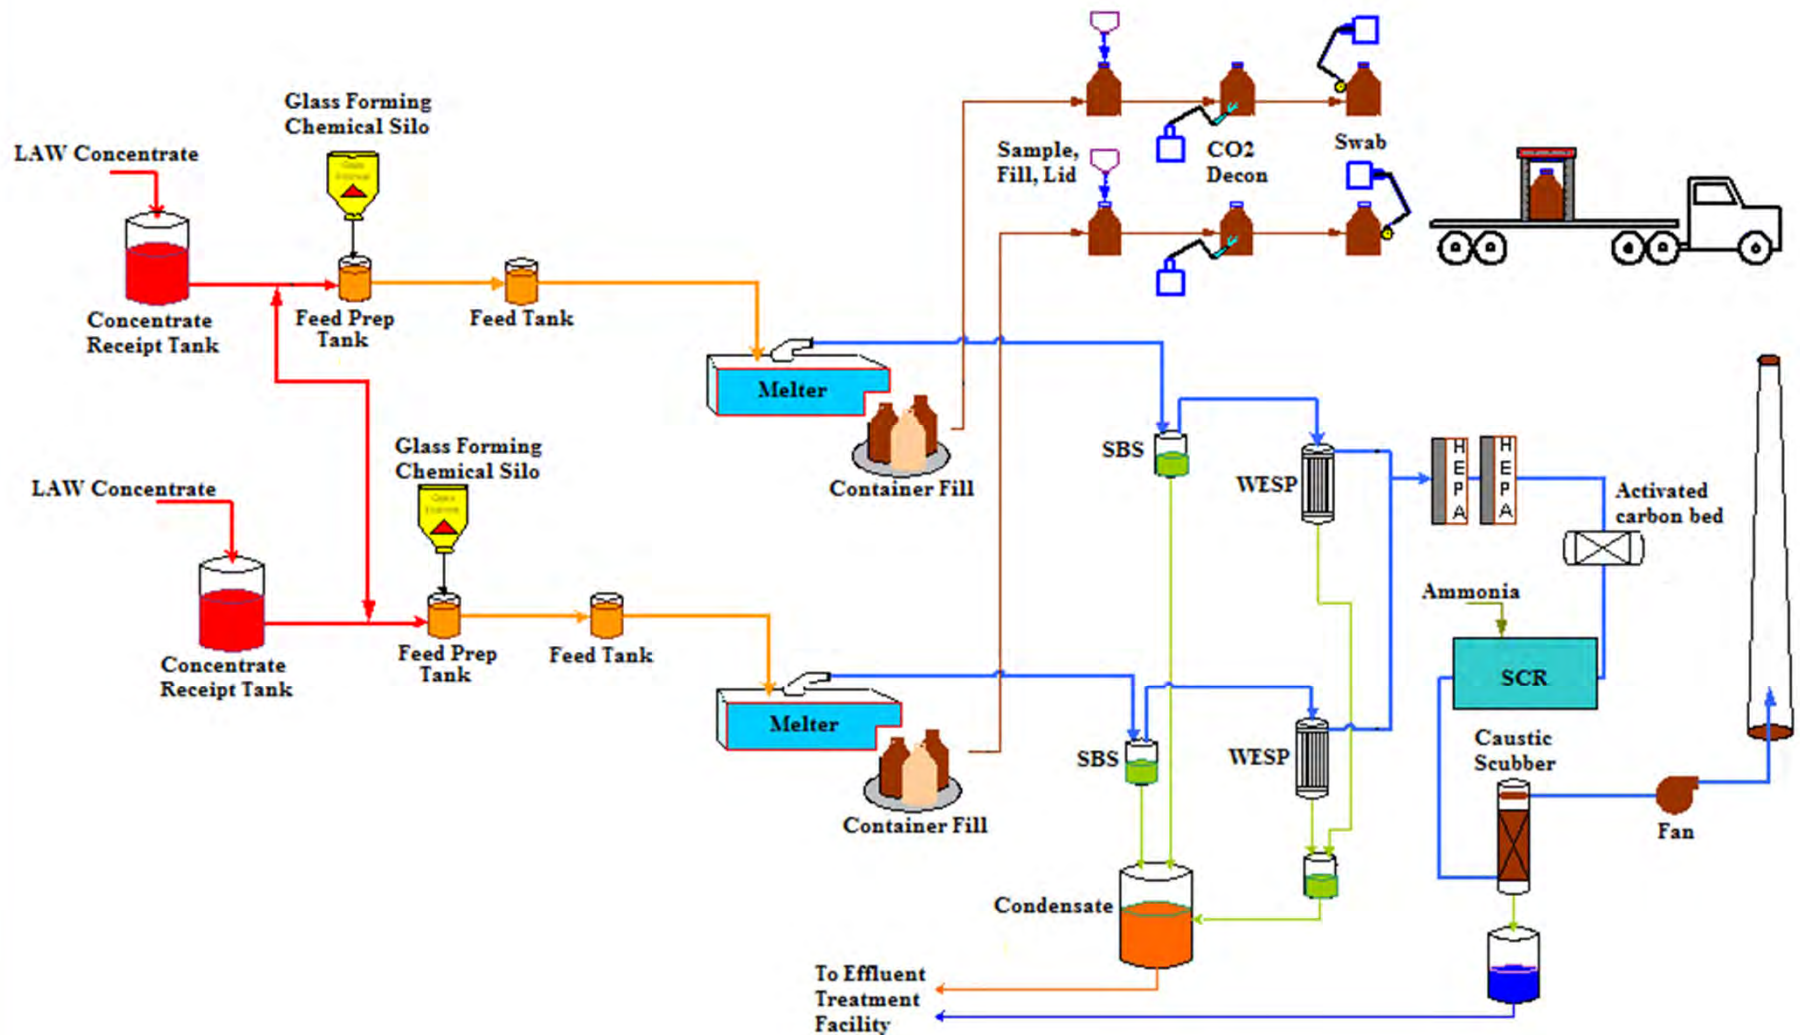 Glass Forming
Chemical Silo
LAW Concentrate
Sample,
Fill, Lid
CO2
Decon
Swab
Concentrate
Receipt Tank
Feed Prep
Tank
Feed Tank
Melter
Container Fill
SBS
WESP
H
E
P
A
H
E
P
A
Activated
carbon bed
Glass Forming
Chemical Silo
LAW Concentrate
Ammonia
SCR
Concentrate
Receipt Tank
Feed Prep
Tank
Feed Tank
Melter
Container Fill
SBS
WESP
Caustic
Scubber
Fan
Condensate
To Effluent
Treatment
Facility